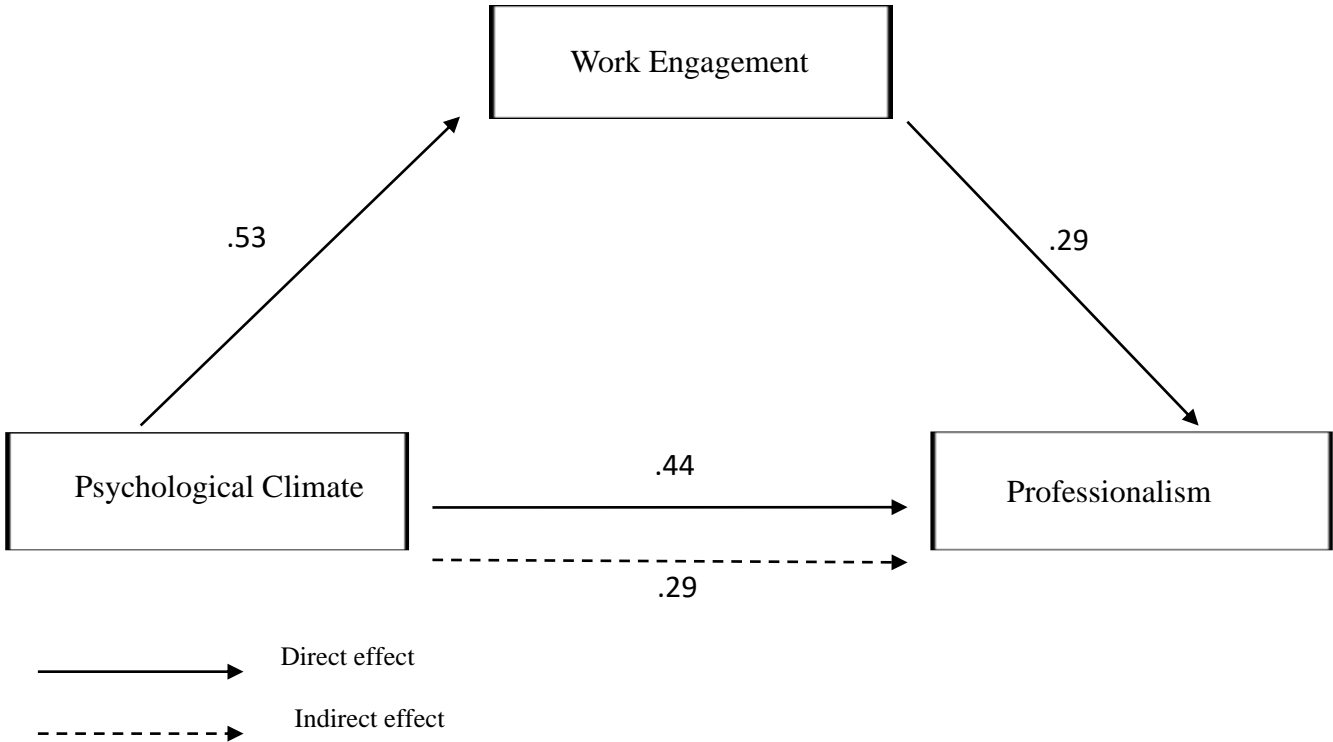 Work Engagement
.53
.29
Psychological Climate
.44
Professionalism
.29
Direct effect
Indirect effect